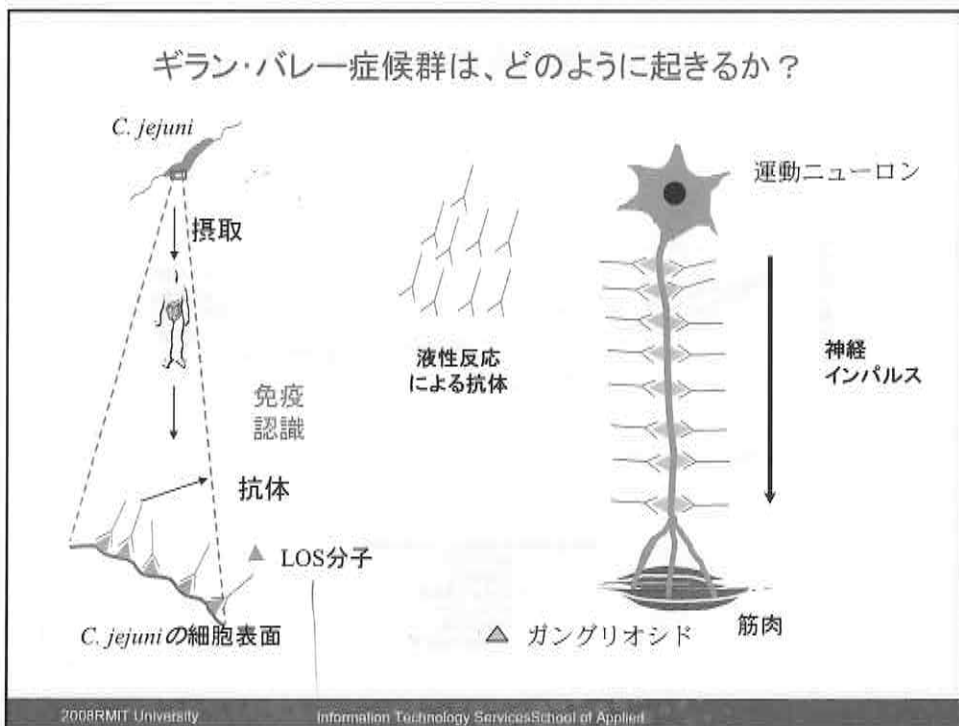 ギラン・バレー症候群は、どのように起きるか？
C. jejuni
摂取
免疫
認識
抗体
LOS分子
C. jejuniの細胞表面
液性反応
による抗体
運動ニューロン
神経
インパルス
筋肉
ガングリオシド
2008RMIT University
Information Technology ServicesSchool of Applied